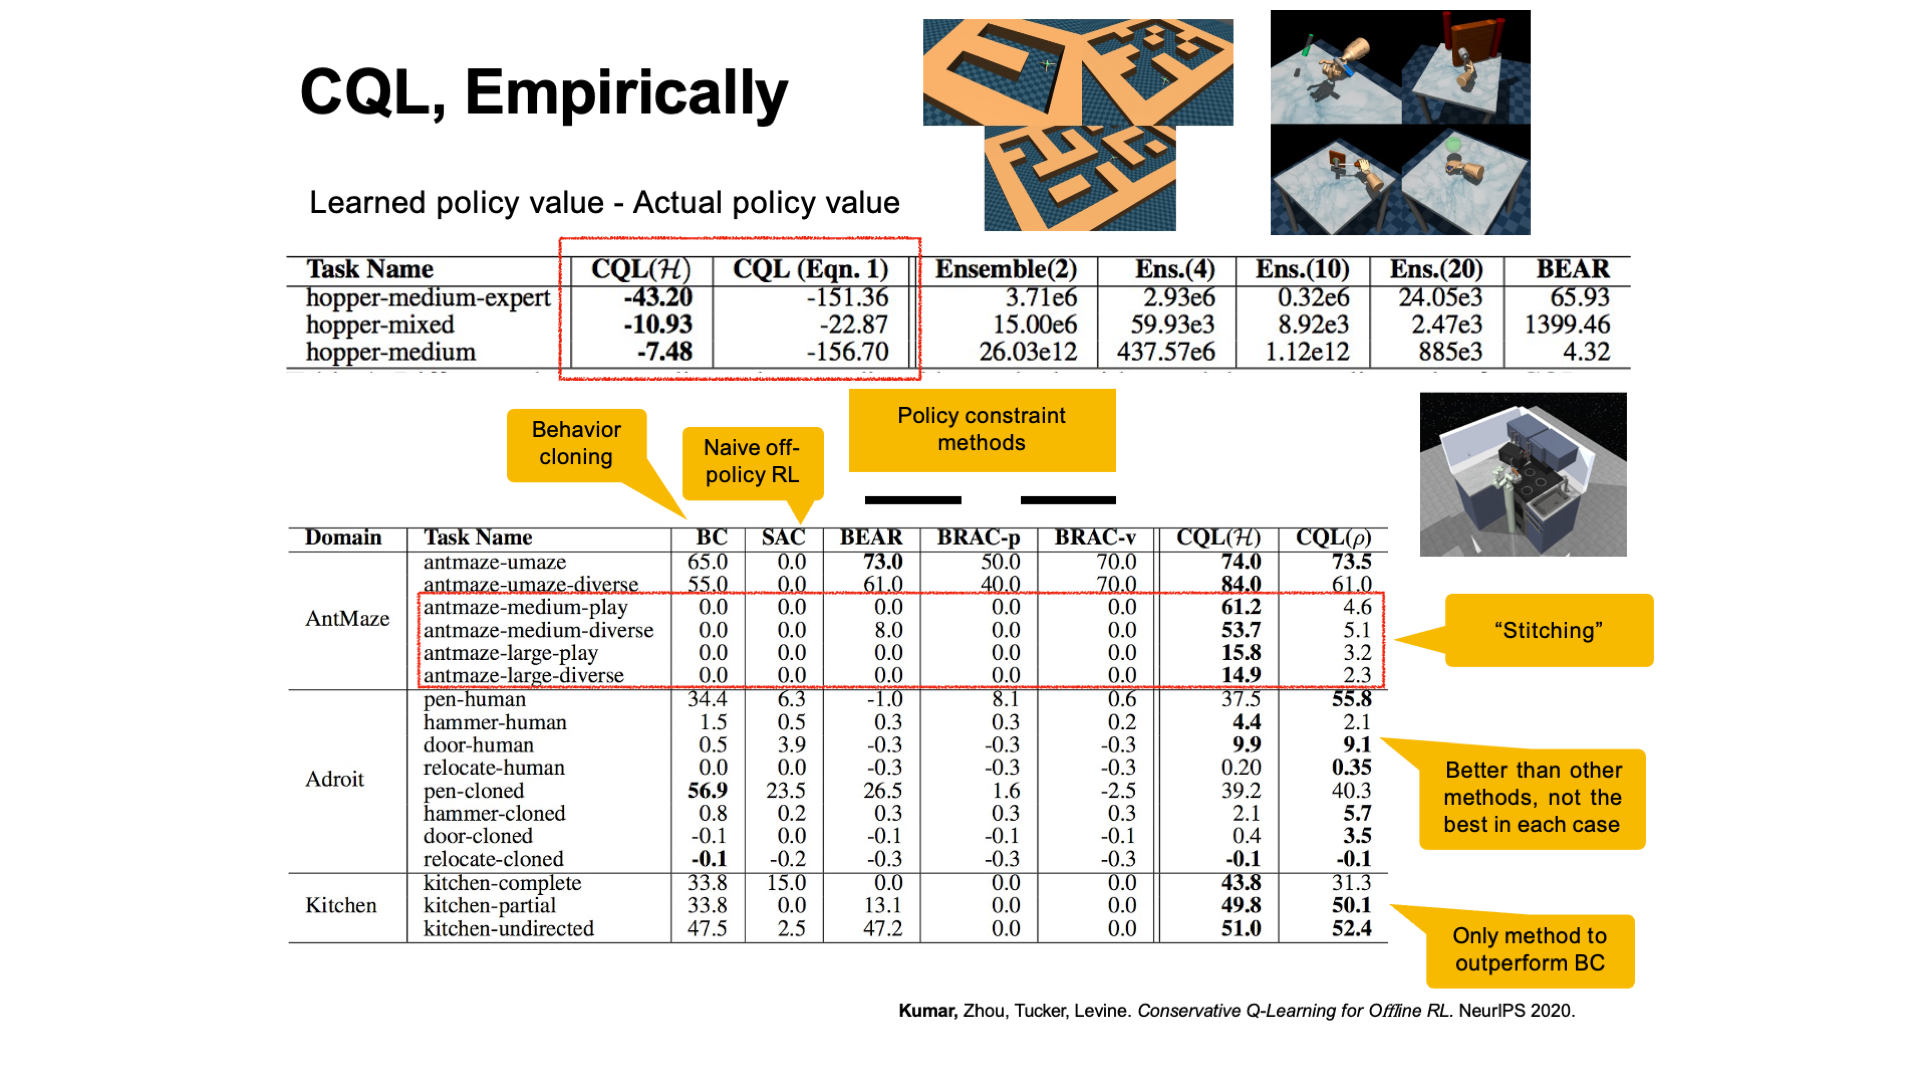 CQL, Empirically
Learned policy value - Actual policy value
Task Name CQL(ℋ) CQL (Eqn. 1) Ensemble(2) Ens.(4) Ens.(10) Ens.(20) BEAR
hopper-medium-expert -43.20 -151.36 3.71e6 2.93e6 0.32e6 24.05e3 65.93
hopper-mixed -10.93 -22.87 15.00e6 59.93e3 8.92e3 2.47e3 1399.46
hopper-medium -7.48 -156.70 26.03e12 437.57e6 1.12e12 885e3 4.32
Behavior
cloning
Naive off-
policy RL
Policy constraint
methods
Domain Task Name BC SAC BEAR BRAC-p BRAC-v CQL(ℋ) CQL(ρ)
AntMaze
antmaze-umaze 65.0 0.0 73.0 50.0 70.0 74.0 73.5
antmaze-umaze-diverse 55.0 0.0 61.0 40.0 70.0 84.0 61.0
antmaze-medium-play 0.0 0.0 0.0 0.0 0.0 61.2 4.6
antmaze-medium-diverse 0.0 0.0 8.0 0.0 0.0 53.7 5.1
antmaze-large-play 0.0 0.0 0.0 0.0 0.0 15.8 3.2
antmaze-large-diverse 0.0 0.0 0.0 0.0 0.0 14.9 2.3
“Stitching”
Adroit
pen-human 34.4 6.3 -1.0 8.1 0.6 37.5 55.8
hammer-human 1.5 0.5 0.3 0.3 0.2 4.4 2.1
door-human 0.5 3.9 -0.3 -0.3 -0.3 9.9 9.1
relocate-human 0.0 0.0 -0.3 -0.3 -0.3 0.20 0.35
pen-cloned 56.9 23.5 26.5 1.6 -2.5 39.2 40.3
hammer-cloned 0.8 0.2 0.3 0.3 0.3 2.1 5.7
door-cloned -0.1 0.0 -0.1 -0.1 -0.1 0.4 3.5
relocate-cloned -0.1 -0.2 -0.3 -0.3 -0.3 -0.1 -0.1
Better than other
methods, not the
best in each case
Kitchen
kitchen-complete 33.8 15.0 0.0 0.0 0.0 43.8 31.3
kitchen-partial 33.8 0.0 13.1 0.0 0.0 49.8 50.1
kitchen-undirected 47.5 2.5 47.2 0.0 0.0 51.0 52.4
Only method to
outperform BC
Kumar, Zhou, Tucker, Levine. Conservative Q-Learning for Offline RL. NeurIPS 2020.